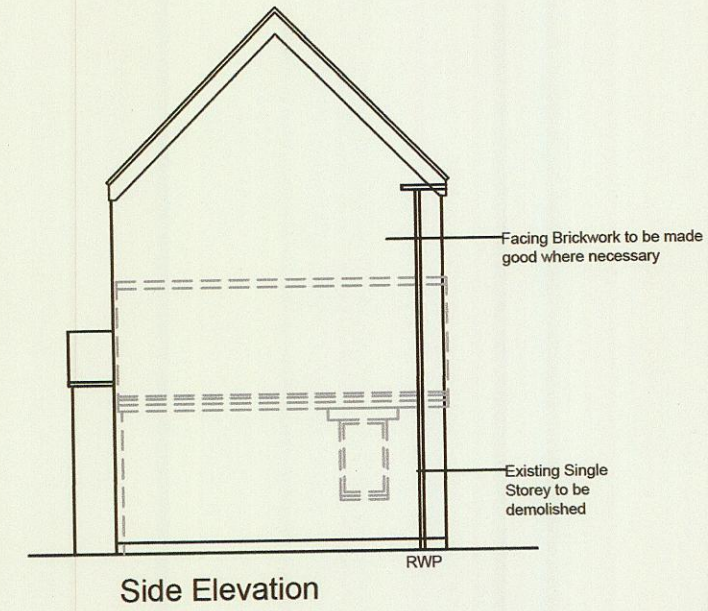 Facing Brickwork to be made
good where necessary
Existing Single
Storey to be
demolished
RWP
Side Elevation